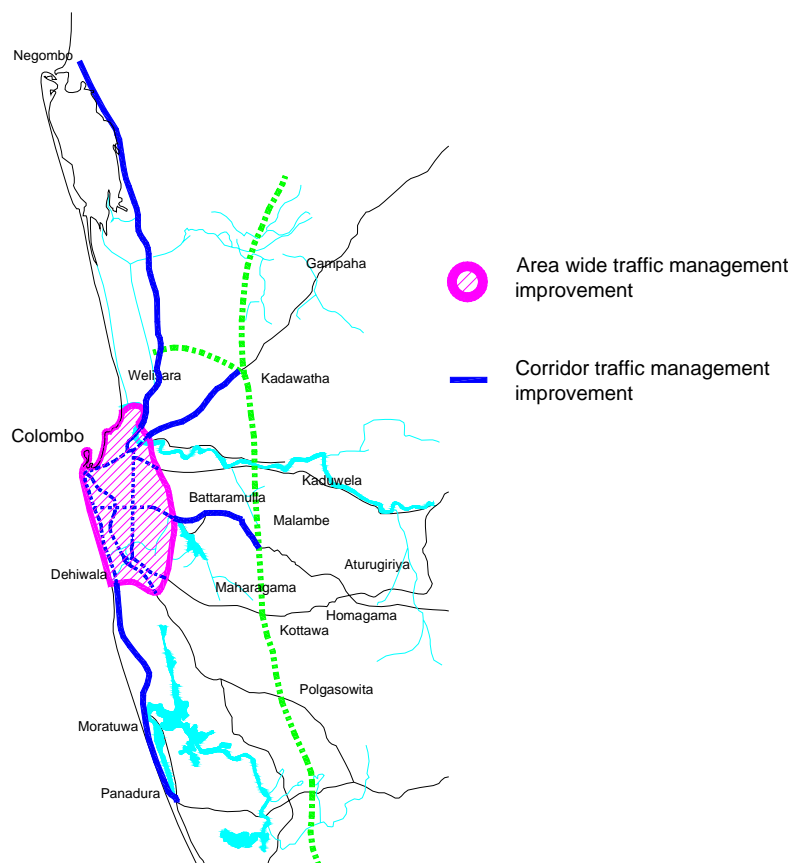 Negombo
Gampaha
Area wide traffic management
improvement
Welisara
Kadawatha
Corridor traffic management
improvement
Colombo
Kaduwela
Battaramulla
Malambe
Aturugiriya
Dehiwala
Maharagama
Homagama
Kottawa
Polgasowita
Moratuwa
Panadura